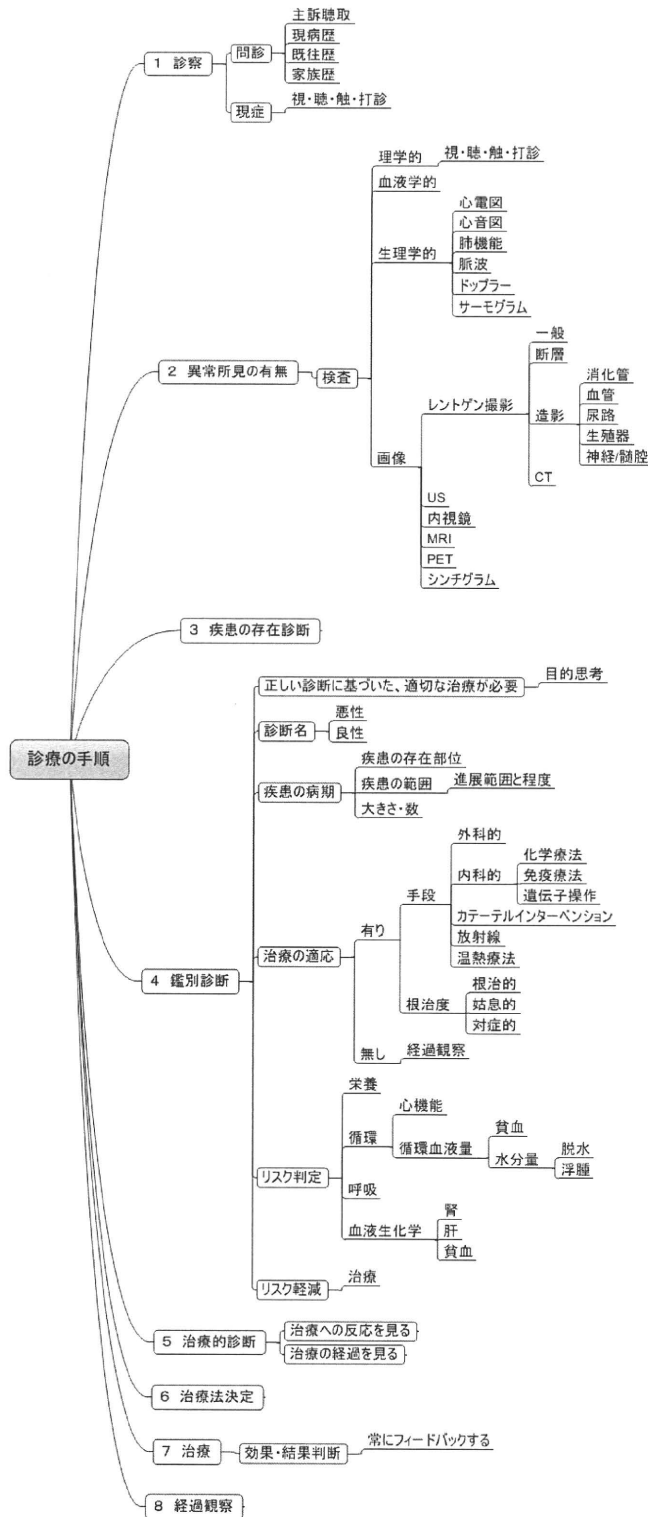 診療の手順
1 診察
問診
主訴聴取
現病歴
既往歴
家族歴
現症
視・聴・触・打診
2 異常所見の有無
検査
理学的
視・聴・触・打診
血液学的
生理学的
心電図
心音図
肺機能
脈波
ドップラー
サーモグラム
画像
レントゲン撮影
一般
断層
造影
消化管
血管
尿路
生殖器
神経/髄腔
CT
US
内視鏡
MRI
PET
シンチグラム
3 疾患の存在診断
4 鑑別診断
正しい診断に基づいた、適切な治療が必要
目的思考
診断名
悪性
良性
疾患の病期
疾患の存在部位
疾患の範囲
進展範囲と程度
大きさ・数
治療の適応
有り
手段
外科的
内科的
化学療法
免疫療法
遺伝子操作
カテーテルインターベンション
放射線
温熱療法
根治度
根治的
姑息的
対症的
無し
経過観察
リスク判定
栄養
循環
心機能
循環血液量
貧血
水分量
脱水
浮腫
呼吸
血液生化学
腎
肝
貧血
リスク軽減
治療
5 治療的診断
治療への反応を見る
治療の経過を見る
6 治療法決定
7 治療
効果・結果判断
常にフィードバックする
8 経過観察